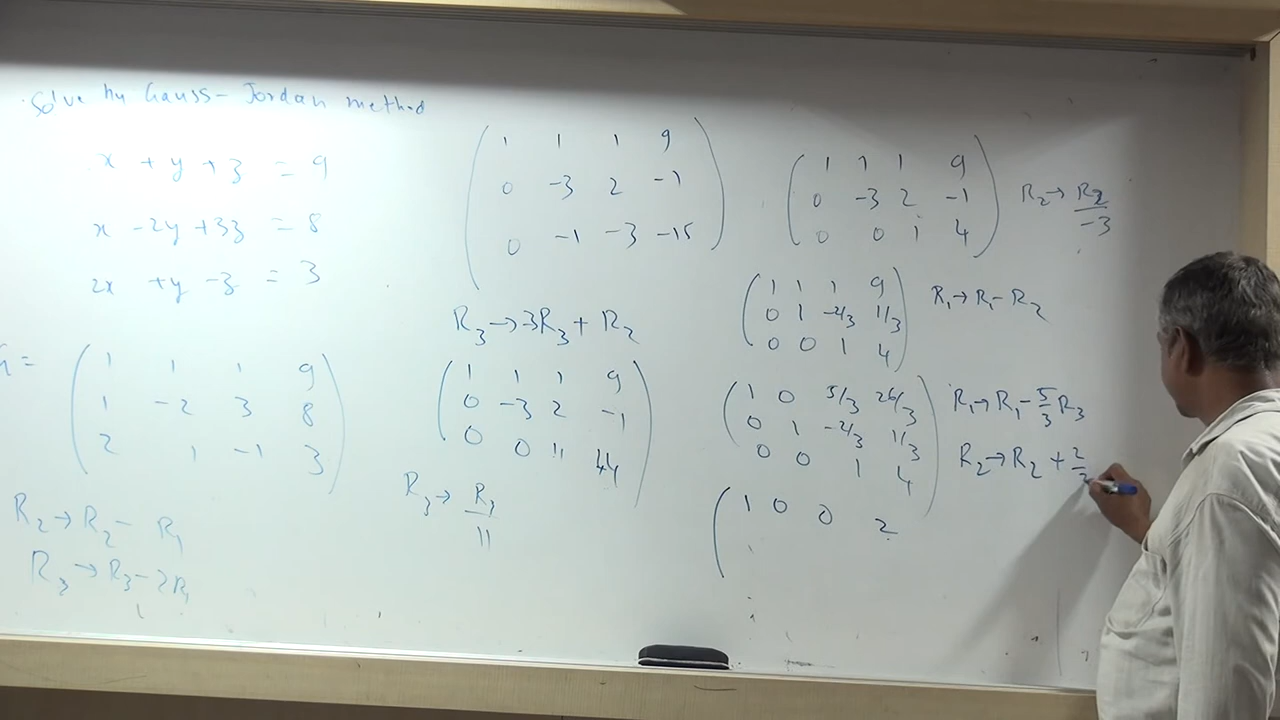 Solve by Gauss-Jordan method
x + y + z = 9
x - 2y + 3z = 8
2x + y - z = 3
1 1 1 9
1 -2 3 8
2 1 -1 3
R2 → R2 - R1
R3 → R3 - 2R1
1 1 1 9
0 -3 2 -1
0 -1 -3 -15
R3 → -3R3 + R2
1 1 1 9
0 -3 2 -1
0 0 11 44
R3 → R3/11
1 1 1 9
0 -3 2 -1
0 0 1 4
R2 → R2/-3
1 1 1 9
0 1 -2/3 1/3
0 0 1 4
R1 → R1 - R2
1 0 5/3 26/3
0 1 -2/3 1/3
0 0 1 4
R1 → R1 - 5/3 R3
R2 → R2 + 2/3
1 0 0 2